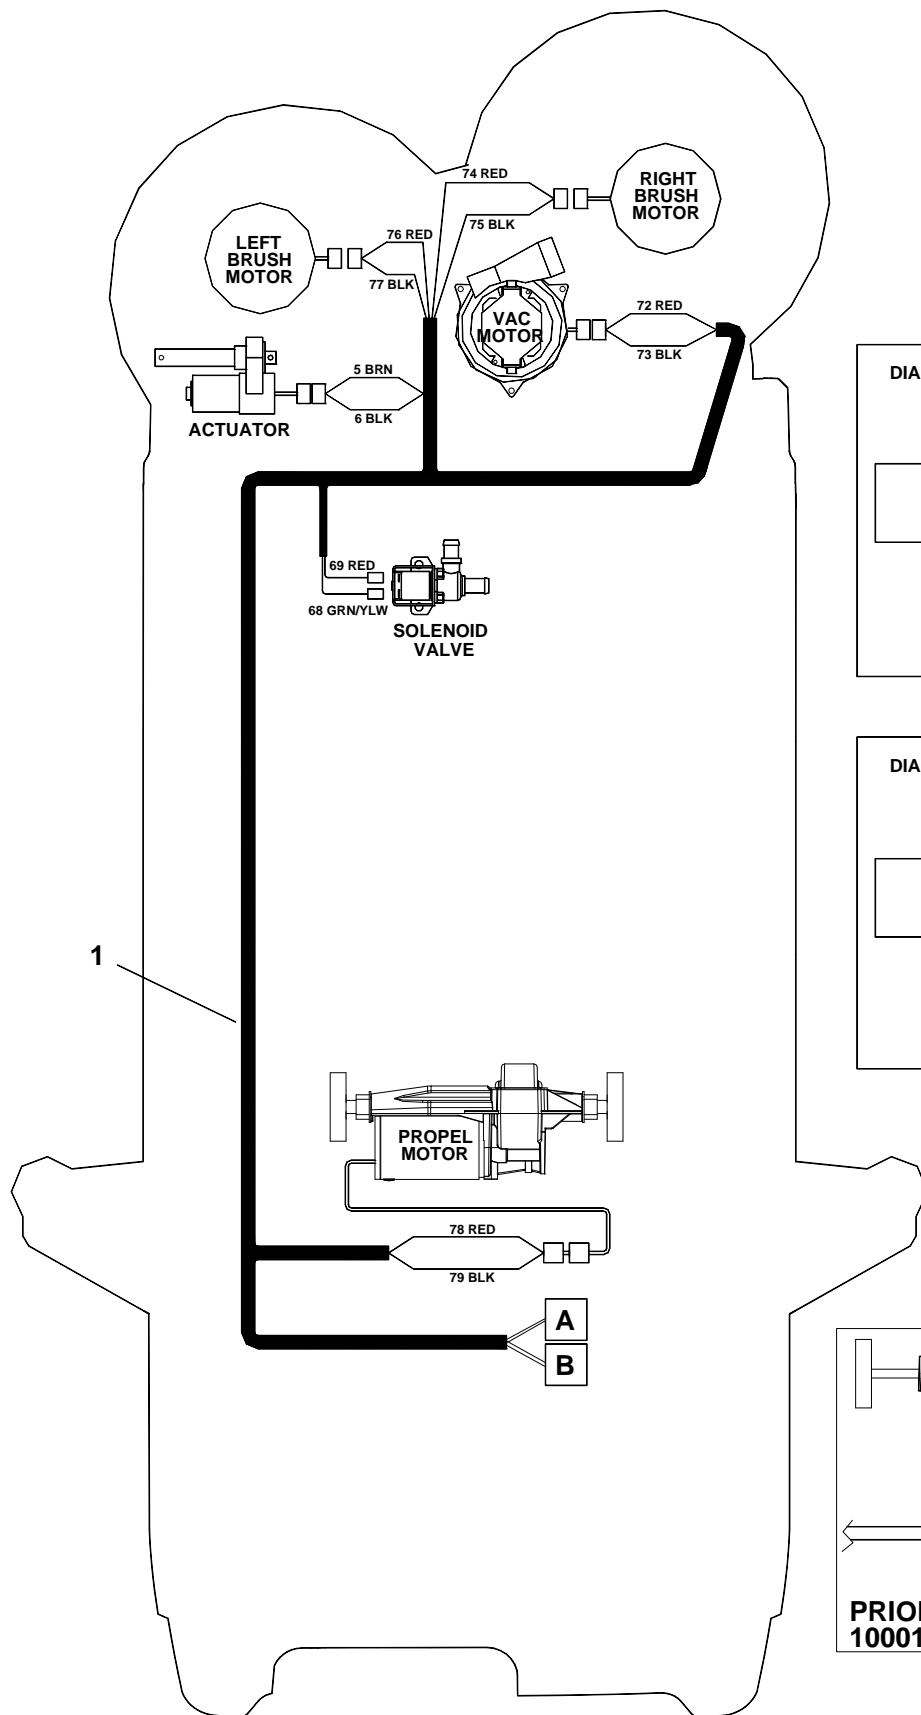 74 RED
RIGHT
BRUSH
MOTOR
75 BLK
76 RED
LEFT
BRUSH
MOTOR
77 BLK
VAC
MOTOR
72 RED
73 BLK
5 BRN
6 BLK
ACTUATOR
DIA
69 RED
68 GRN/YLW
SOLENOID
VALVE
DIA
1
PROPEL
MOTOR
78 RED
79 BLK
A
B
PRIO
10001